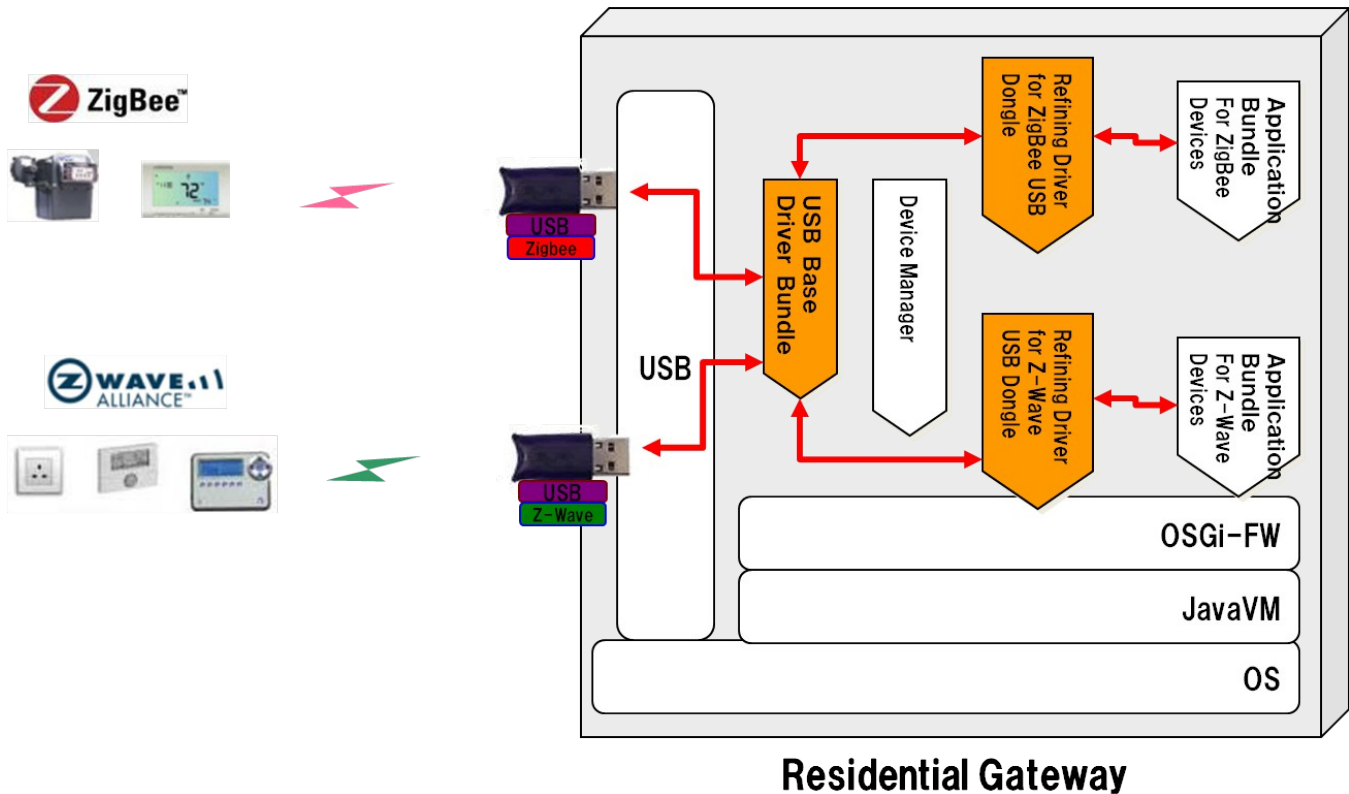 ZigBee™
72
Z WAVE
ALLIANCE™
USB
Zigbee
USB
Z-Wave
USB
USB Base
Driver Bundle
Device Manager
Refining Driver
for ZigBee USB
Dongle
Application
Bundle
For ZigBee
Devices
Refining Driver
for Z-Wave
USB Dongle
Application
Bundle
For Z-Wave
Devices
OSGi-FW
JavaVM
OS
Residential Gateway